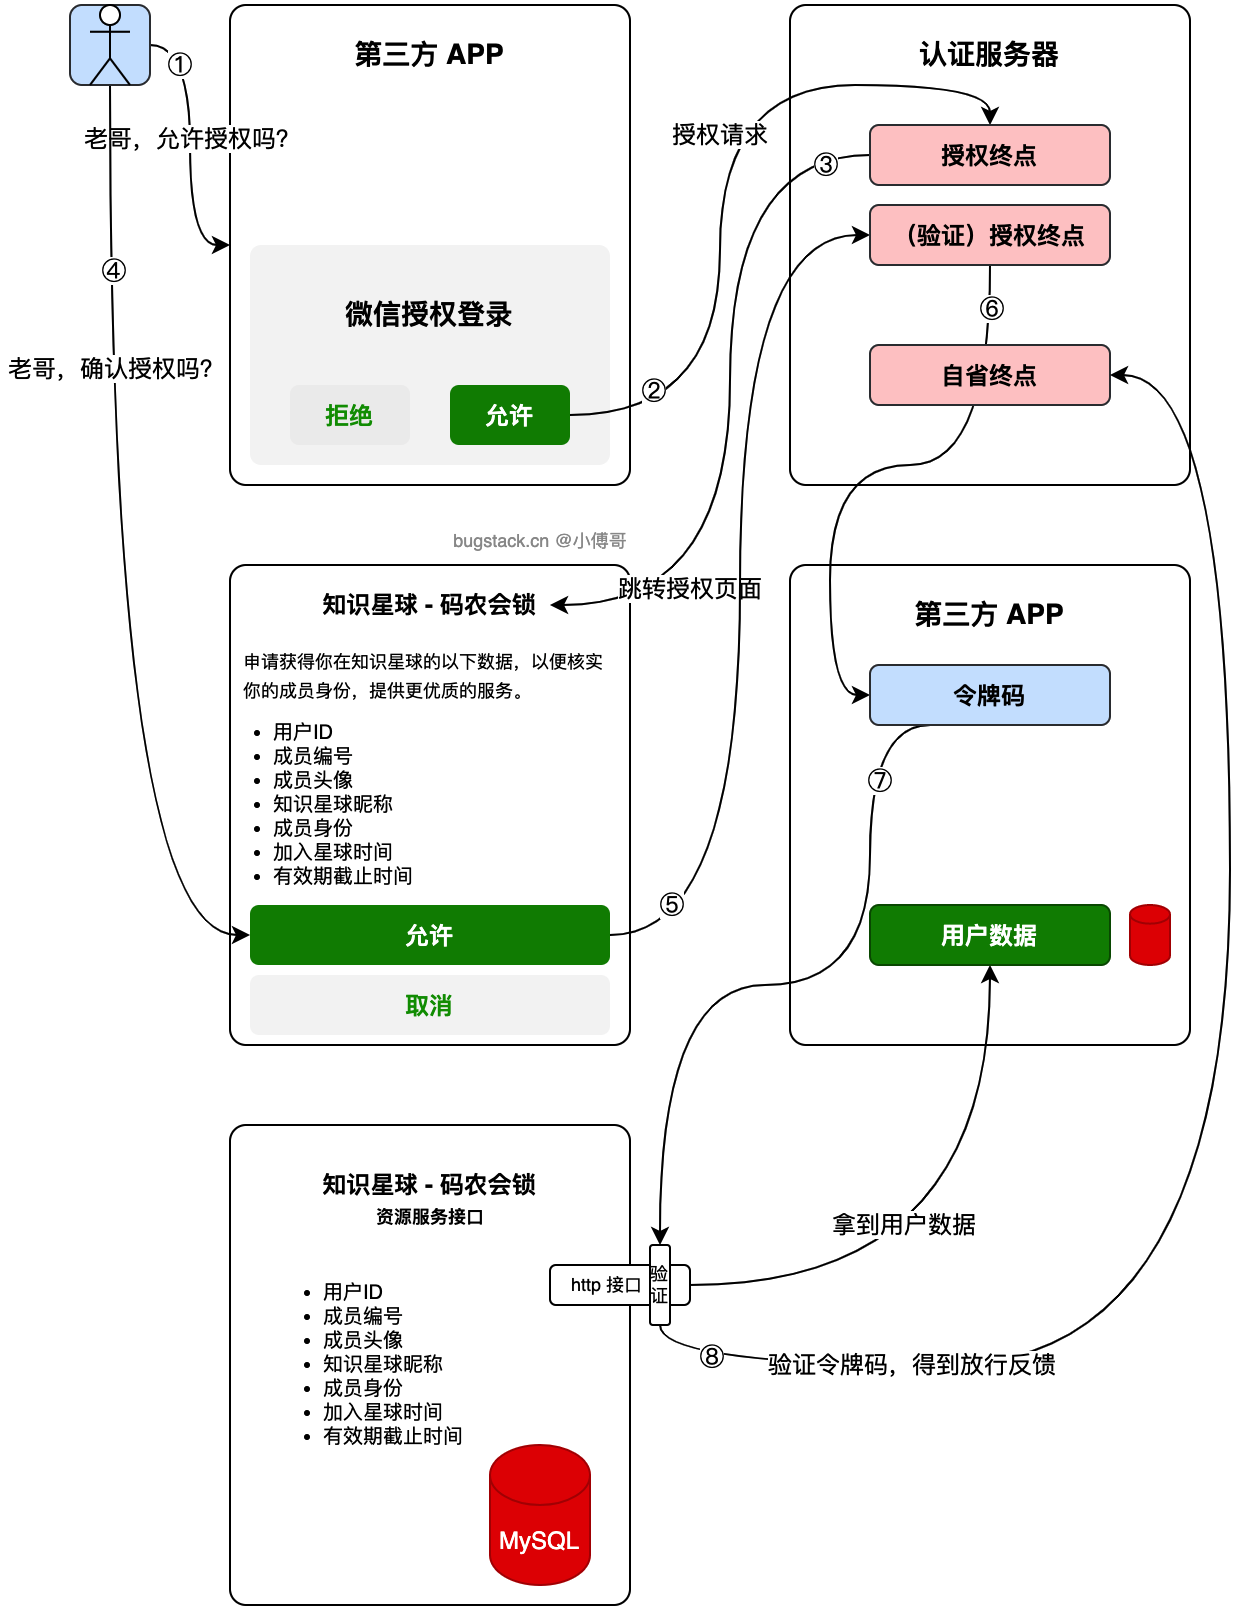 ①
老哥，允许授权吗？
④
老哥，确认授权吗？
第三方 APP
微信授权登录
拒绝
允许
②
授权请求
③
认证服务器
授权终点
（验证）授权终点
⑥
自省终点
bugstack.cn @小傅哥
跳转授权页面
知识星球 - 码农会锁
申请获得你在知识星球的以下数据，以便核实
你的成员身份，提供更优质的服务。
• 用户ID
• 成员编号
• 成员头像
• 知识星球昵称
• 成员身份
• 加入星球时间
• 有效期截止时间
允许
取消
⑤
第三方 APP
令牌码
⑦
用户数据
知识星球 - 码农会锁
资源服务接口
• 用户ID
• 成员编号
• 成员头像
• 知识星球昵称
• 成员身份
• 加入星球时间
• 有效期截止时间
MySQL
http 接口
验
证
拿到用户数据
⑧
验证令牌码，得到放行反馈